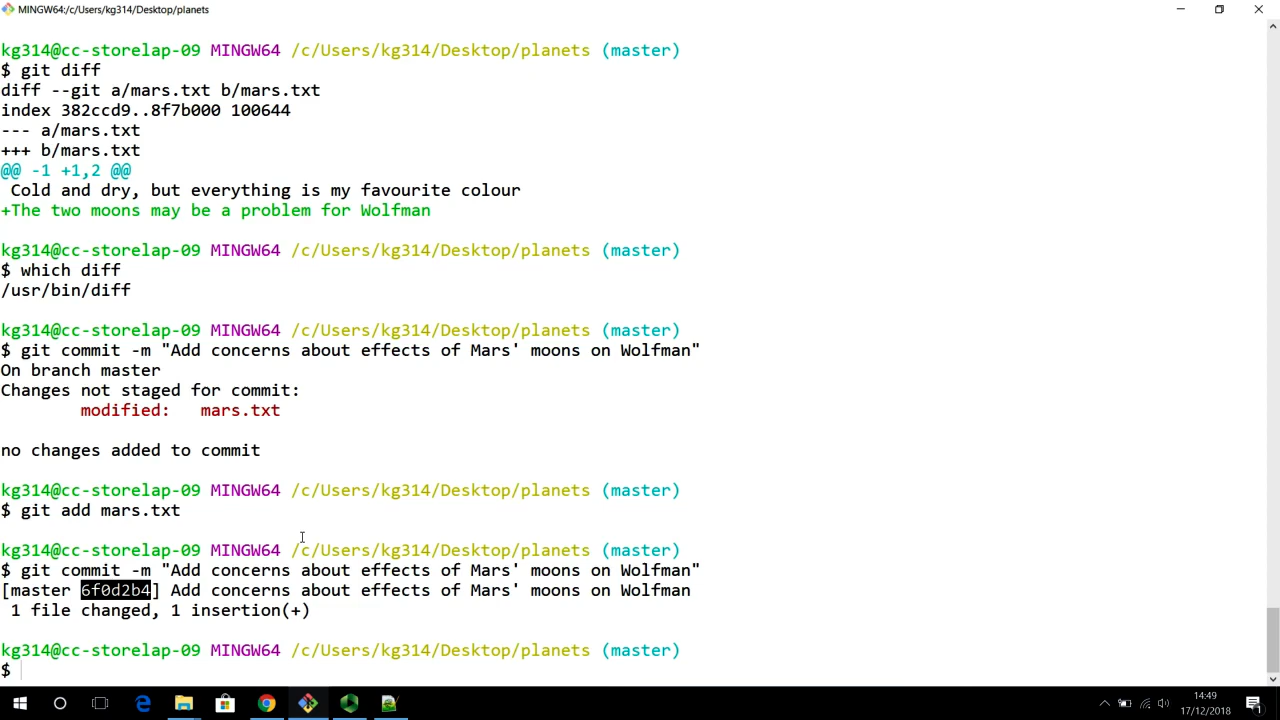 MINGW64:/c/Users/kg314/Desktop/planets
kg314@cc-storelap-09 MINGW64 /c/Users/kg314/Desktop/planets (master)
$ git diff
diff --git a/mars.txt b/mars.txt
index 382ccd9..8f7b000 100644
--- a/mars.txt
+++ b/mars.txt
@@ -1 +1,2 @@
 Cold and dry, but everything is my favourite colour
+The two moons may be a problem for Wolfman
kg314@cc-storelap-09 MINGW64 /c/Users/kg314/Desktop/planets (master)
$ which diff
/usr/bin/diff
kg314@cc-storelap-09 MINGW64 /c/Users/kg314/Desktop/planets (master)
$ git commit -m "Add concerns about effects of Mars' moons on Wolfman"
On branch master
Changes not staged for commit:
        modified:   mars.txt
no changes added to commit
kg314@cc-storelap-09 MINGW64 /c/Users/kg314/Desktop/planets (master)
$ git add mars.txt
kg314@cc-storelap-09 MINGW64 /c/Users/kg314/Desktop/planets (master)
$ git commit -m "Add concerns about effects of Mars' moons on Wolfman"
[master 6f0d2b4] Add concerns about effects of Mars' moons on Wolfman
 1 file changed, 1 insertion(+)
kg314@cc-storelap-09 MINGW64 /c/Users/kg314/Desktop/planets (master)
$
14:49
17/12/2018